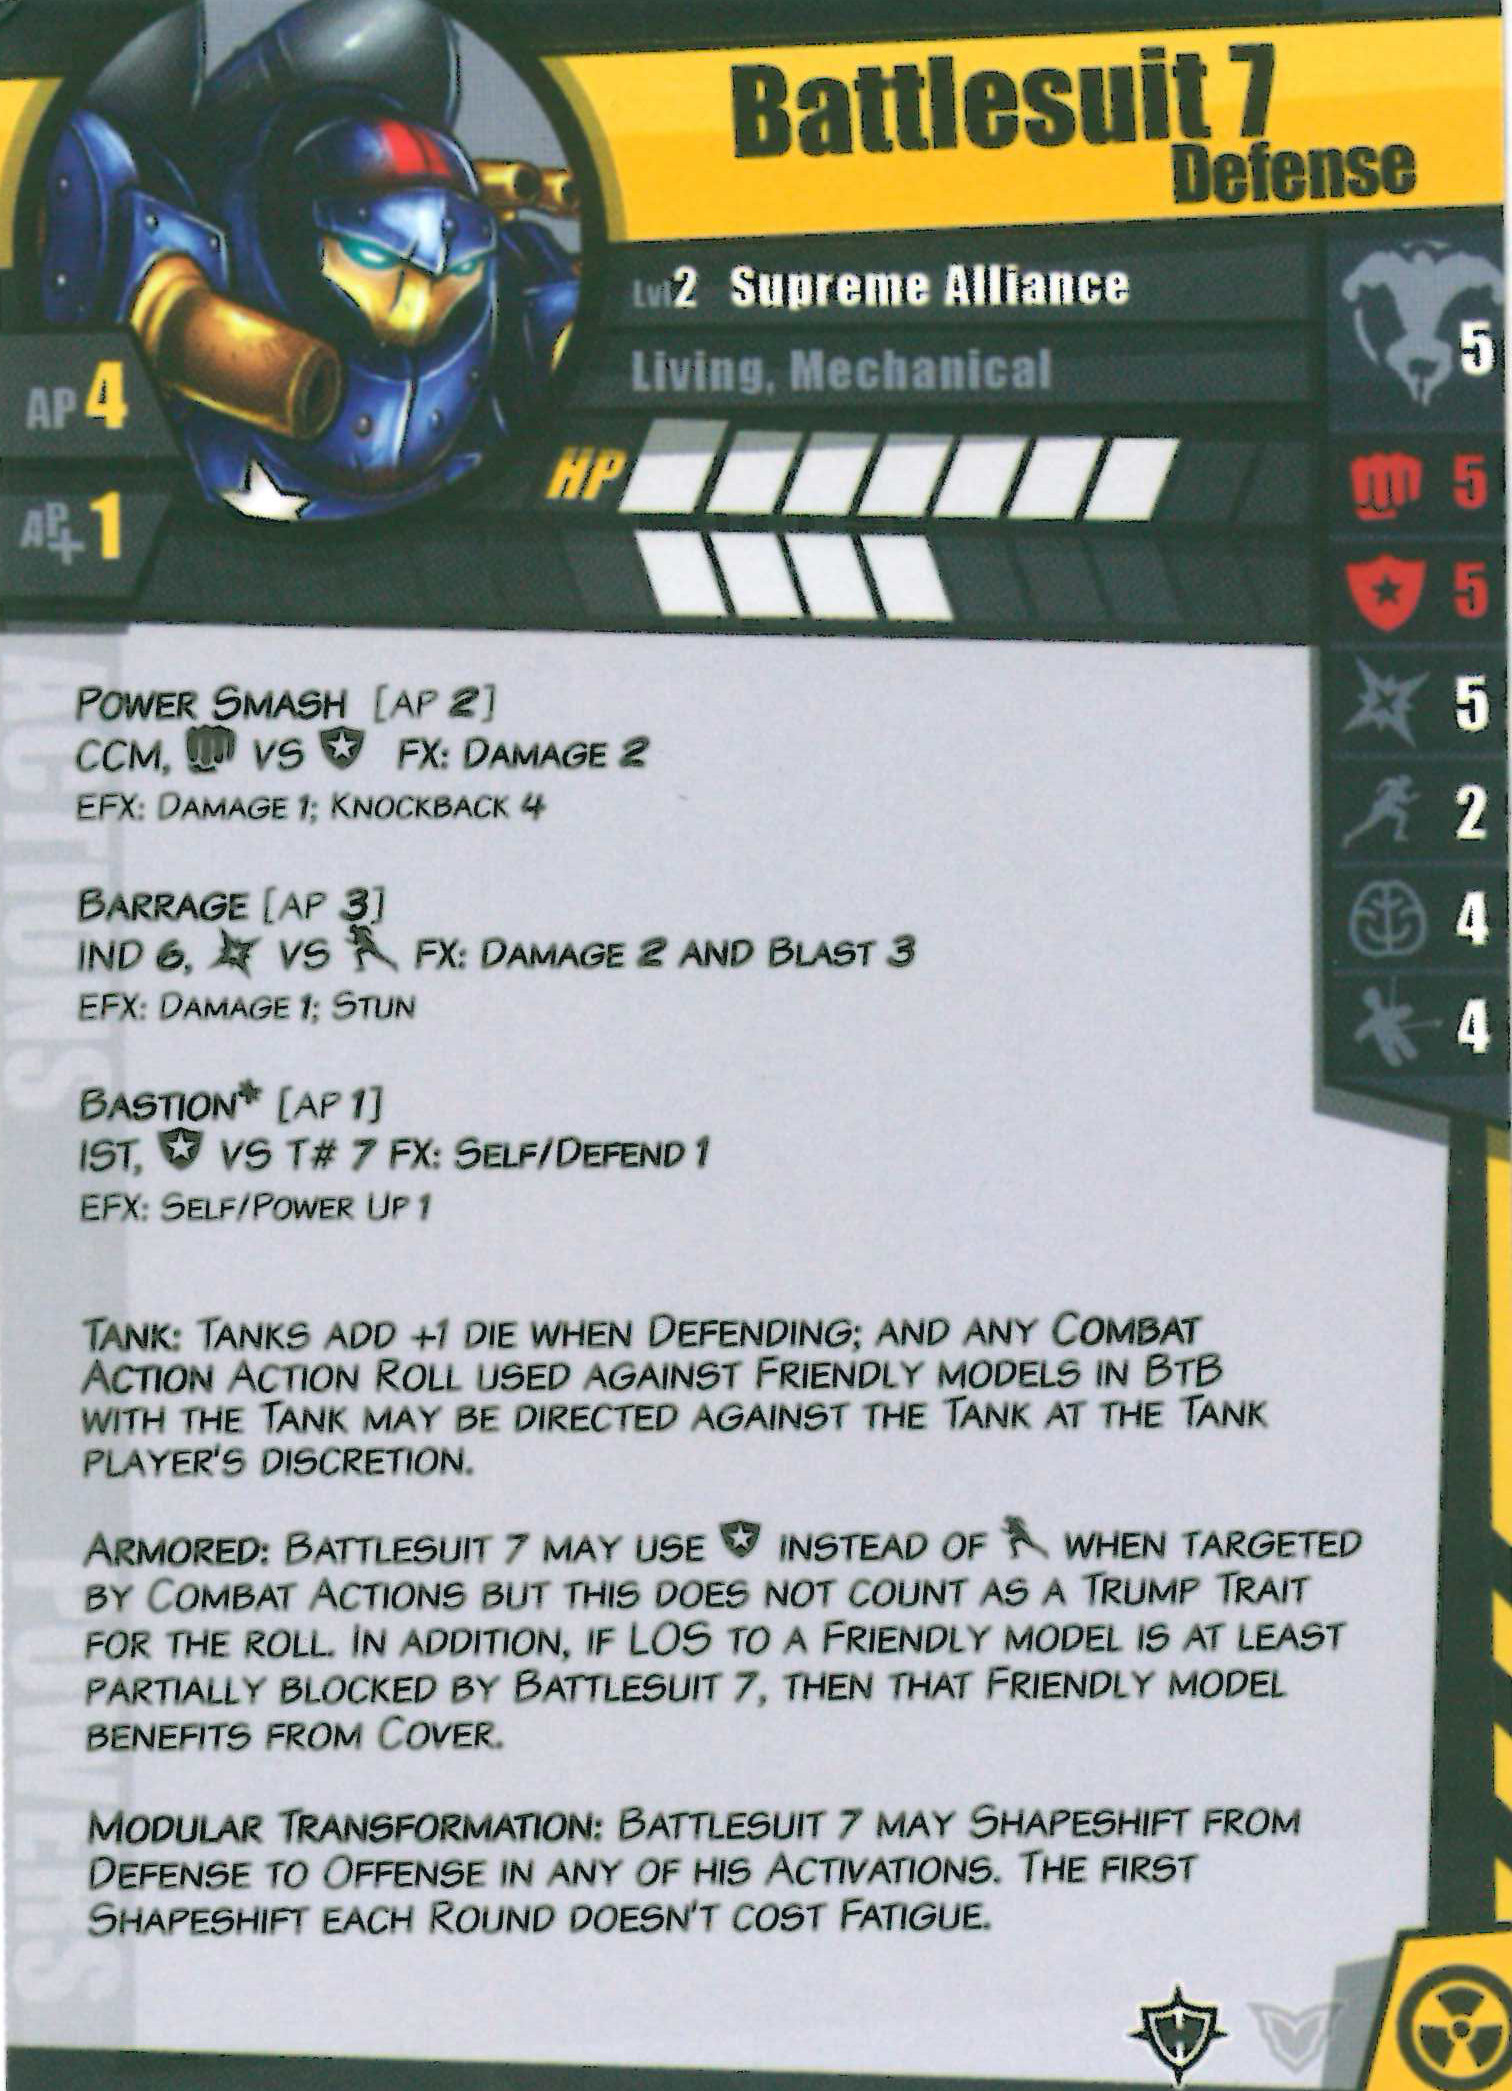 Battlesuit 7
Defense
Lvl 2 Supreme Alliance
5
Living, Mechanical
AP 4
HP
5
AP+ 1
5
5
2
4
4
ACTIONS
POWER SMASH [AP 2]
CCM, VS FX: DAMAGE 2
EFX: DAMAGE 1; KNOCKBACK 4
BARRAGE [AP 3]
IND 6, VS FX: DAMAGE 2 AND BLAST 3
EFX: DAMAGE 1; STUN
BASTION* [AP 1]
IST, VS T# 7 FX: SELF/DEFEND 1
EFX: SELF/POWER UP 1
TANK: TANKS ADD +1 DIE WHEN DEFENDING; AND ANY COMBAT
ACTION ACTION ROLL USED AGAINST FRIENDLY MODELS IN BTB
WITH THE TANK MAY BE DIRECTED AGAINST THE TANK AT THE TANK
PLAYER'S DISCRETION.
ARMORED: BATTLESUIT 7 MAY USE INSTEAD OF WHEN TARGETED
BY COMBAT ACTIONS BUT THIS DOES NOT COUNT AS A TRUMP TRAIT
FOR THE ROLL. IN ADDITION, IF LOS TO A FRIENDLY MODEL IS AT LEAST
PARTIALLY BLOCKED BY BATTLESUIT 7, THEN THAT FRIENDLY MODEL
BENEFITS FROM COVER.
MODULAR TRANSFORMATION: BATTLESUIT 7 MAY SHAPESHIFT FROM
DEFENSE TO OFFENSE IN ANY OF HIS ACTIVATIONS. THE FIRST
SHAPESHIFT EACH ROUND DOESN'T COST FATIGUE.